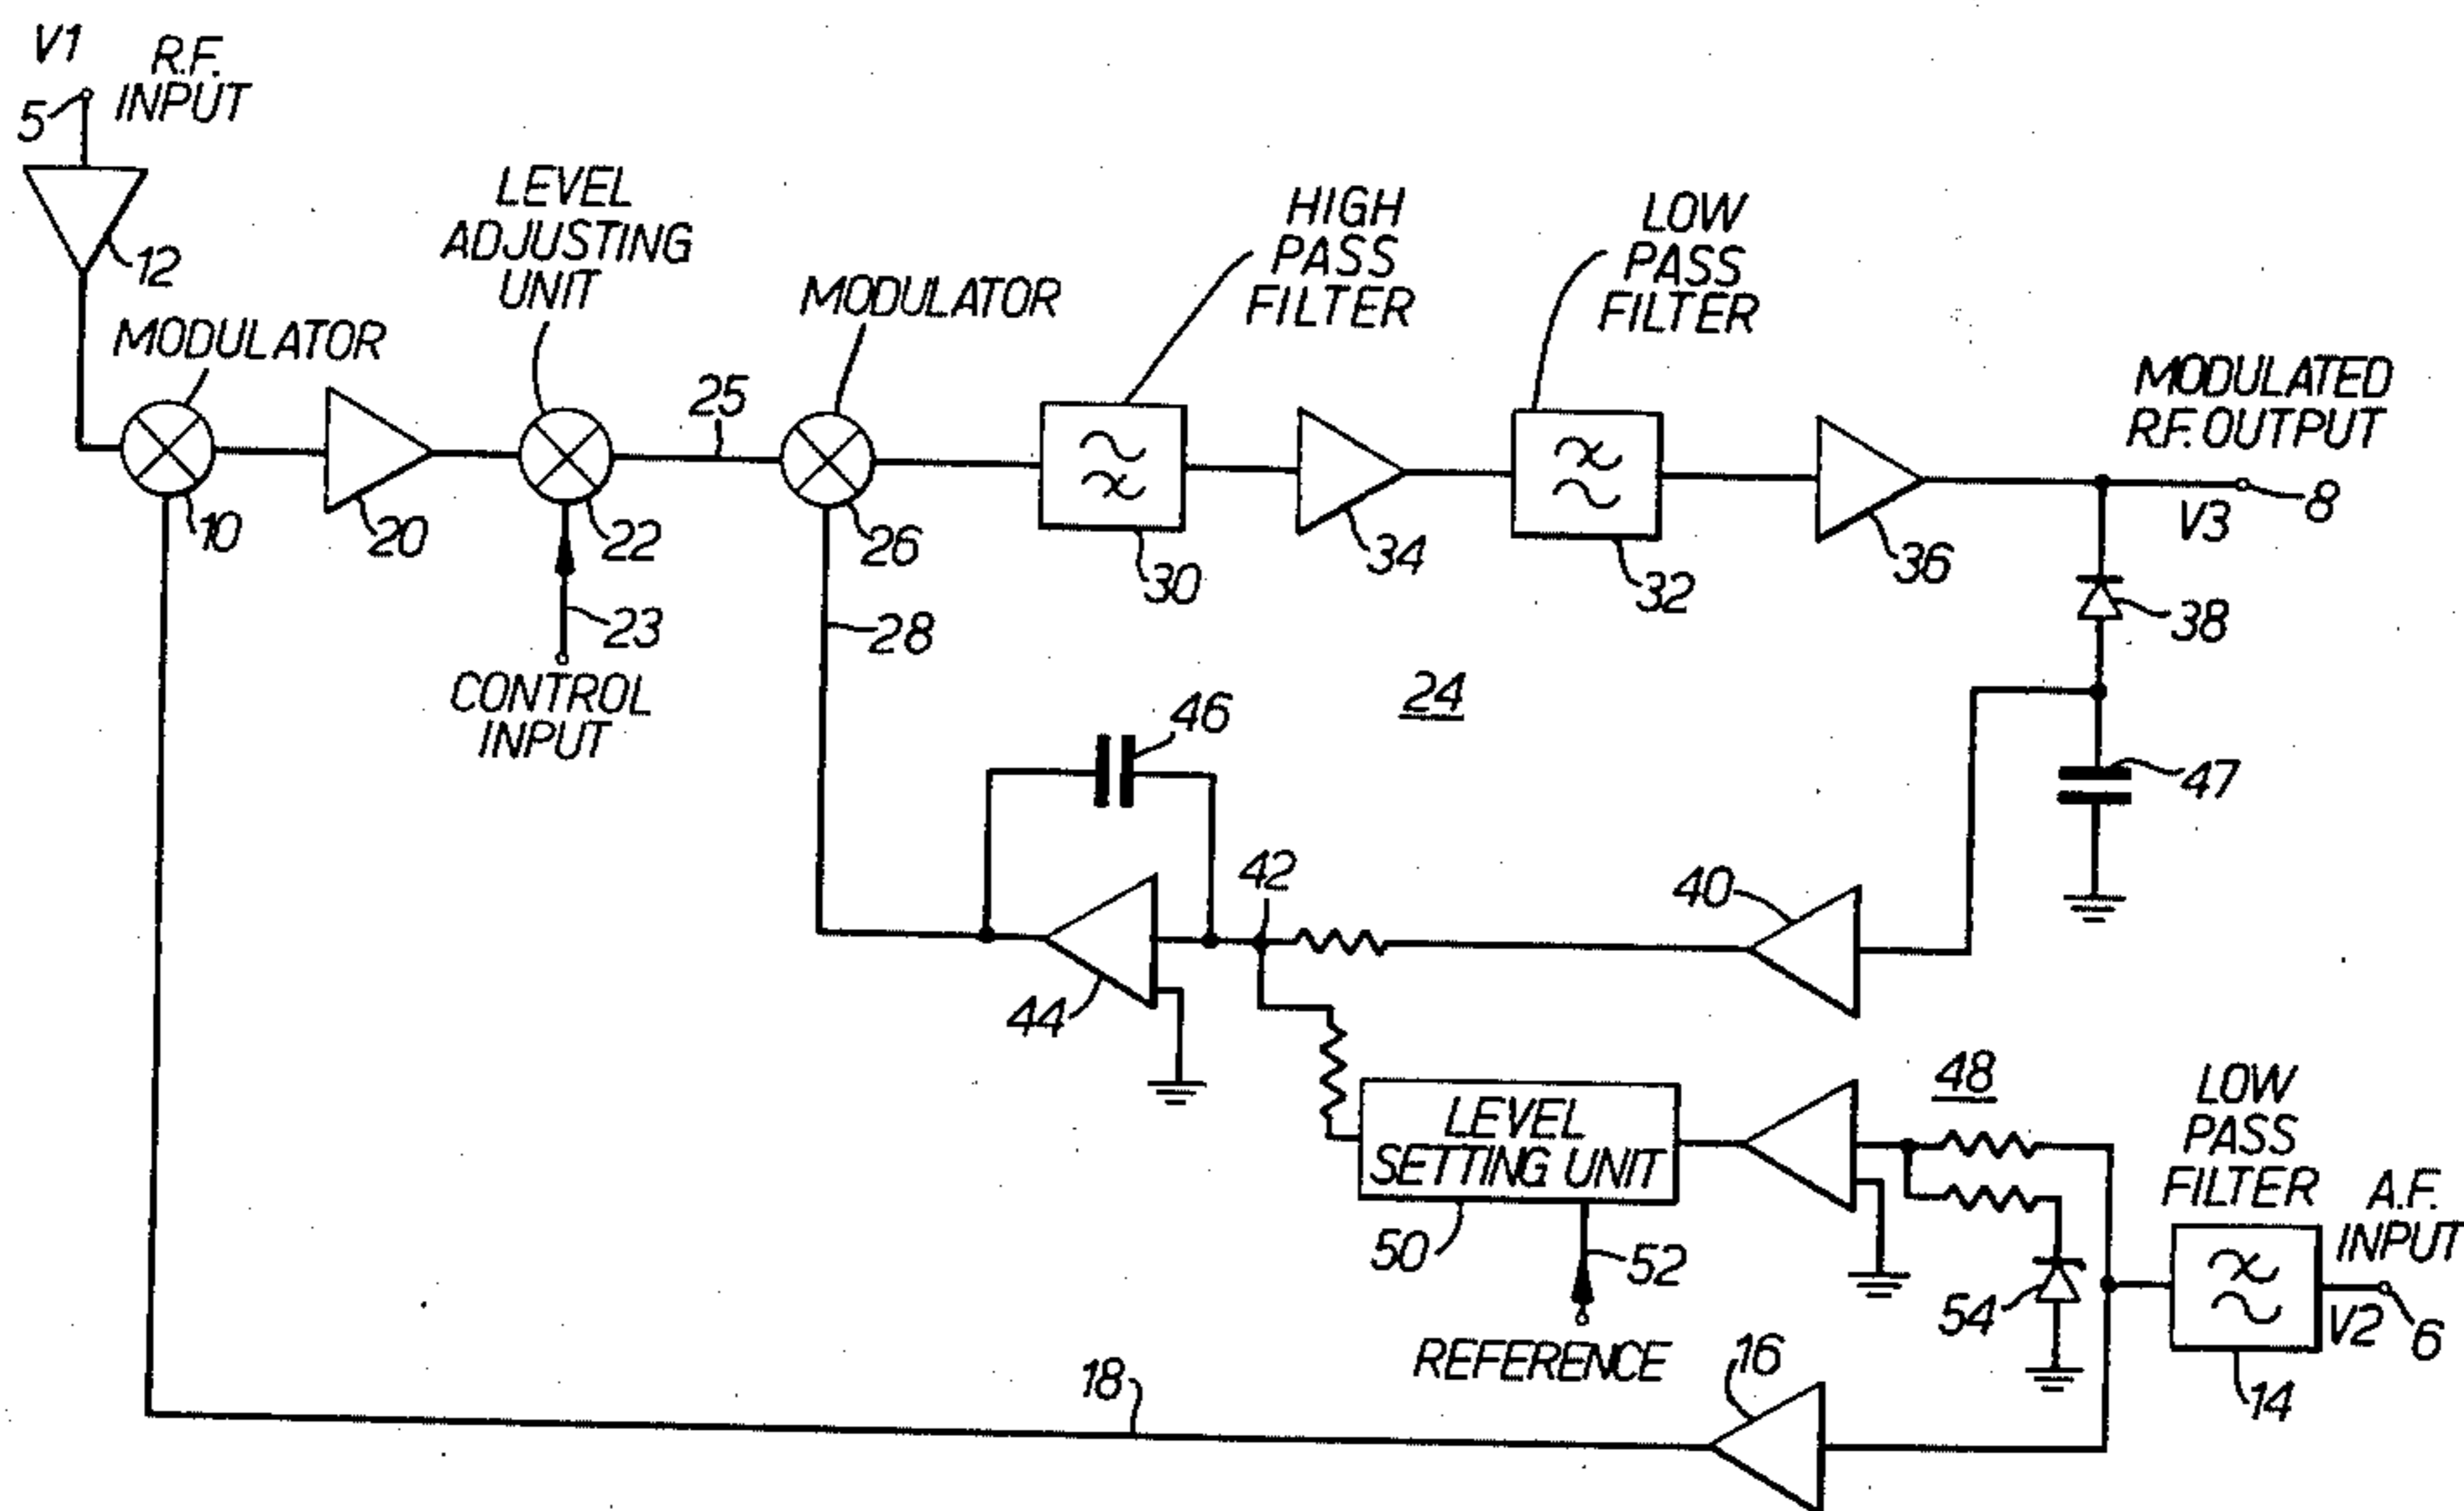 V1
R.F.
INPUT
5
12
MODULATOR
10
20
LEVEL
ADJUSTING
UNIT
22
23
CONTROL
INPUT
25
MODULATOR
26
28
HIGH
PASS
FILTER
30
34
LOW
PASS
FILTER
32
36
MODULATED
R.F. OUTPUT
8
V3
38
24
46
47
42
40
44
48
LEVEL
SETTING UNIT
50
52
REFERENCE
54
LOW
PASS
FILTER
A.F.
INPUT
V2
6
14
16
18